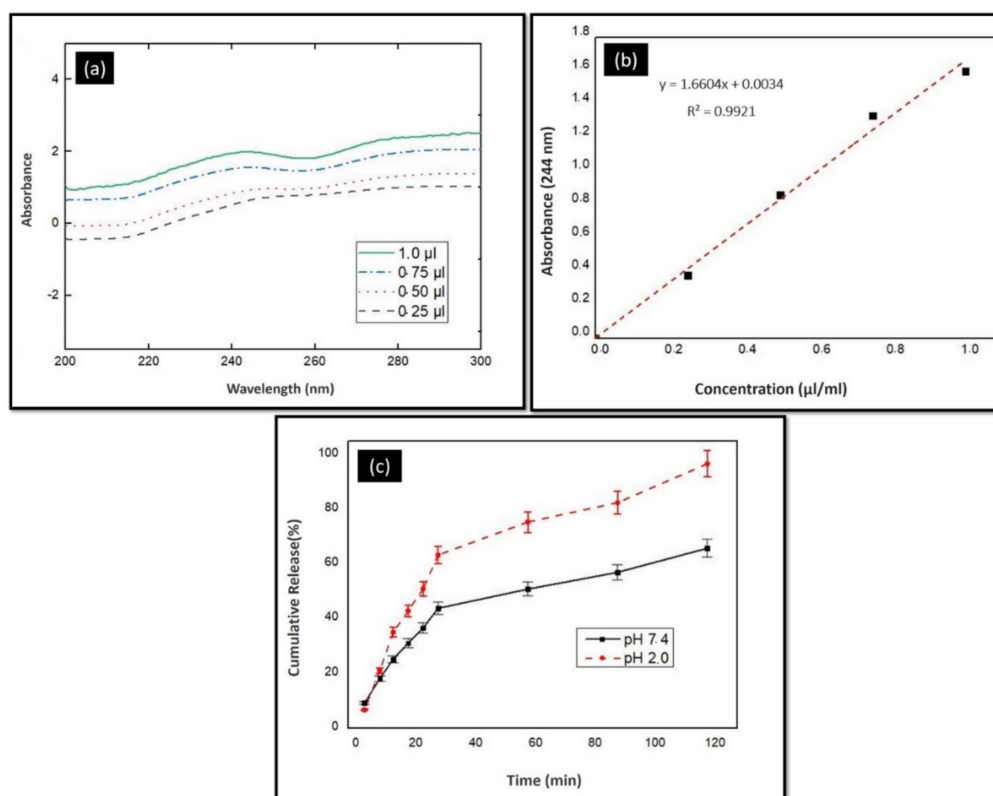 (a)
4
2
0
-2
Absorbance
200 220 240 260 280 300
Wavelength (nm)
1.0 µl
0.75 µl
0.50 µl
0.25 µl
(b)
y = 1.6604x + 0.0034
R² = 0.9921
1.8
1.6
1.4
1.2
1.0
0.8
0.6
0.4
0.2
0.0
Absorbance (244 nm)
0.0 0.2 0.4 0.6 0.8 1.0
Concentration (µl/ml)
(c)
100
80
60
40
20
0
Cumulative Release(%)
0 20 40 60 80 100 120
Time (min)
pH 7.4
pH 2.0